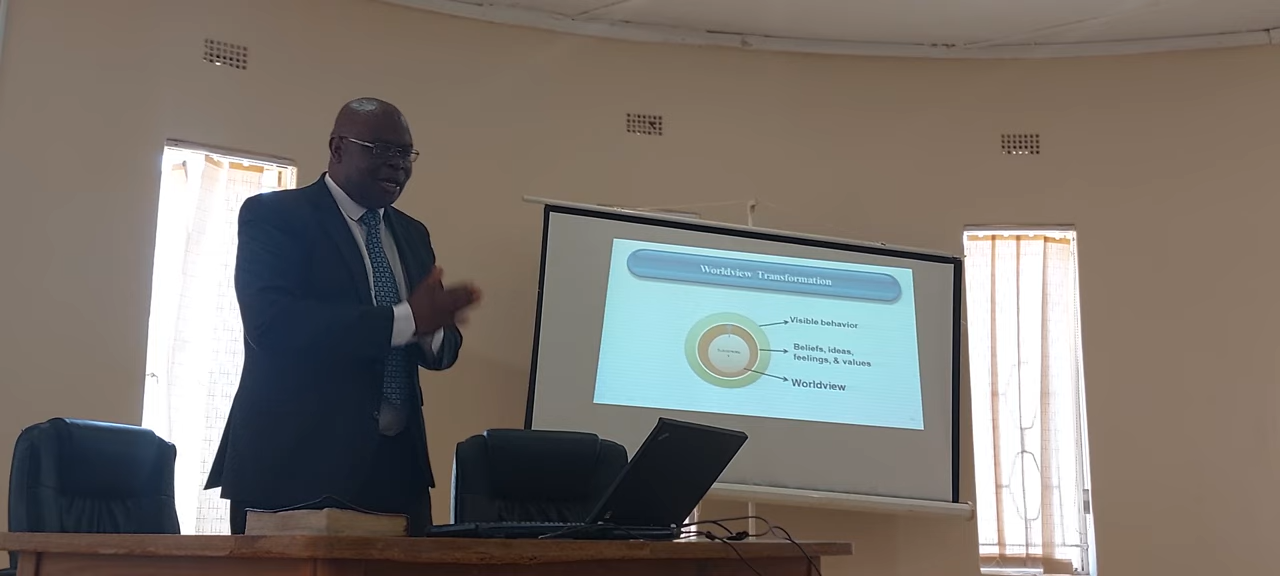 Worldview Transformation
Visible behavior
Beliefs, ideas,
feelings, & values
Worldview